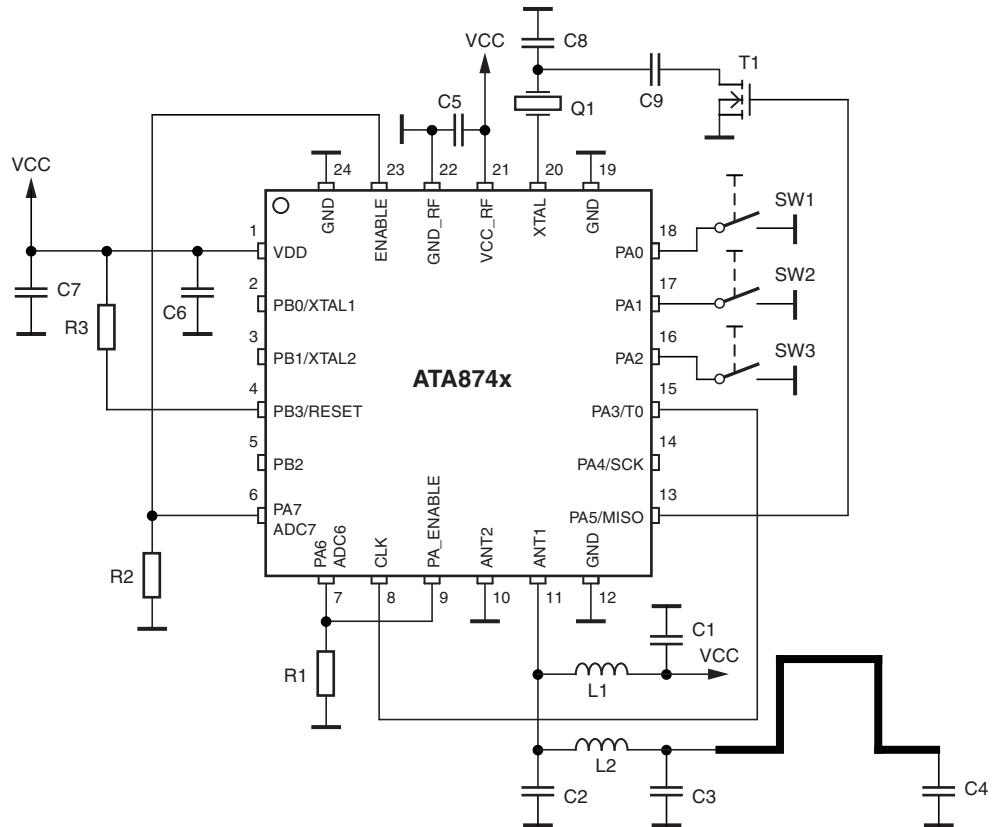 C8
VCC
T1
C9
C5
Q1
VCC
24
23
22
21
20
19
GND
ENABLE
GND_RF
VCC_RF
XTAL
GND
SW1
18
1
VDD
PA0
C7
C6
R3
2
PB0/XTAL1
17
PA1
SW2
3
PB1/XTAL2
16
PA2
SW3
ATA874x
4
PB3/RESET
15
PA3/T0
5
PB2
14
PA4/SCK
6
PA7
ADC7
13
PA5/MISO
PA6
ADC6
CLK
PA_ENABLE
ANT2
ANT1
GND
R2
7
8
9
10
11
12
C1
VCC
R1
L1
L2
C2
C3
C4